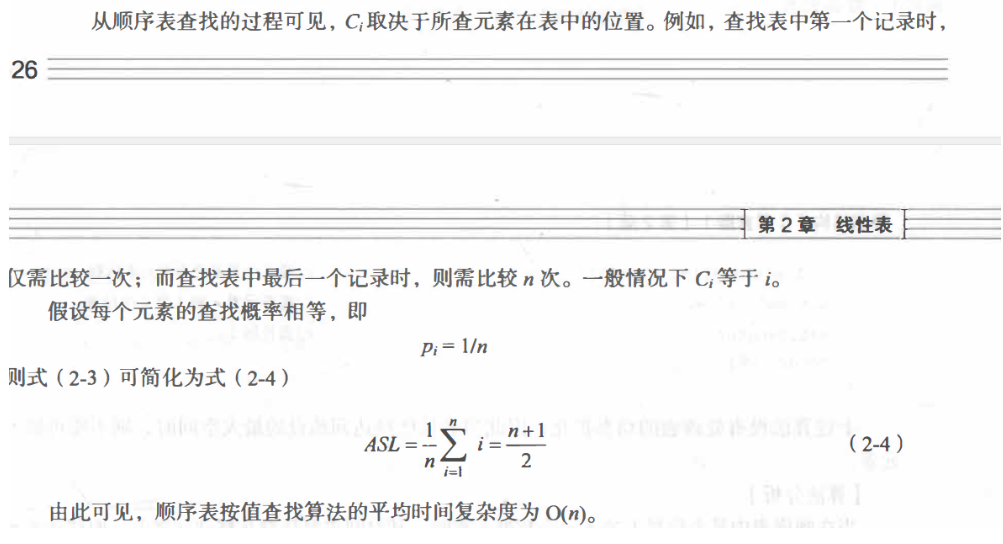 从顺序表查找的过程可见，Ci取决于所查元素在表中的位置。例如，查找表中第一个记录时，
26
第 2 章 线性表
仅需比较一次；而查找表中最后一个记录时，则需比较 n 次。一般情况下 Ci等于 i。
假设每个元素的查找概率相等，即
pi = 1/n
则式（2-3）可简化为式（2-4）
ASL = 1/n ∑ i=1 n i = n+1/2 （2-4）
由此可见，顺序表按值查找算法的平均时间复杂度为 O(n)。